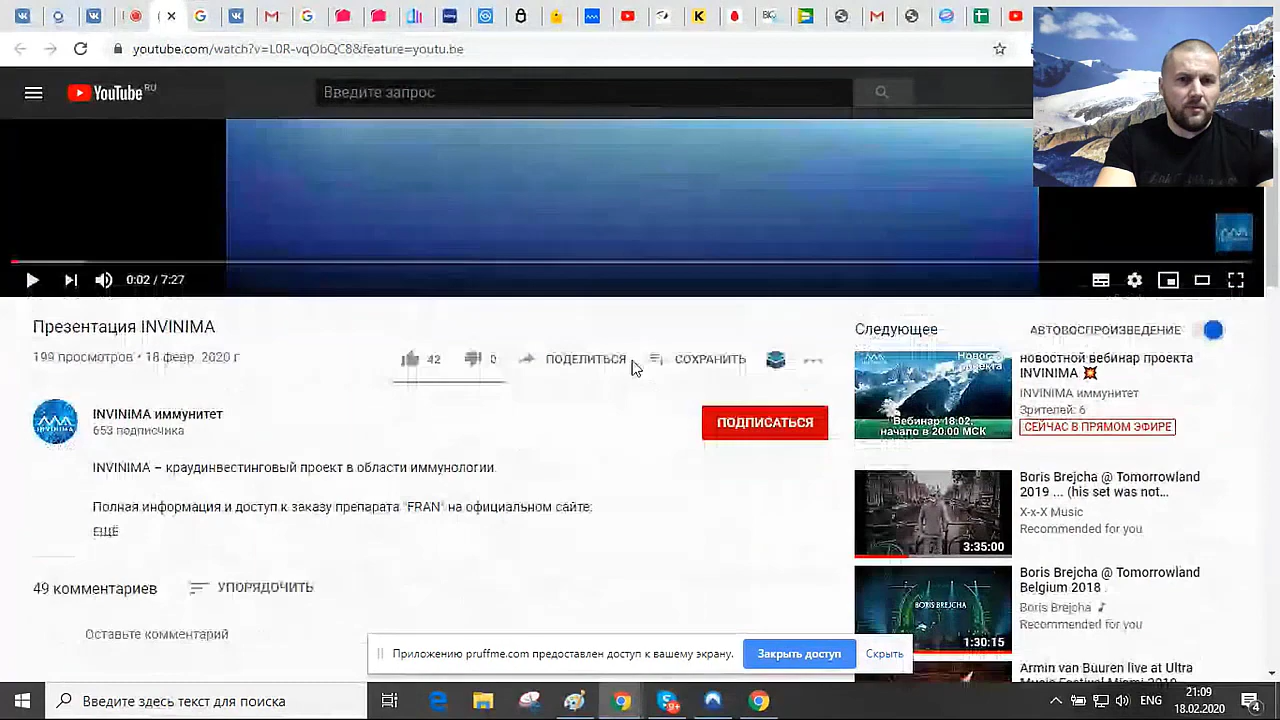 youtube.com/watch?v=L0R-vqObQC8&feature=youtu.be
YouTube RU
Введите запрос
0:02 / 7:27
Презентация INVINIMA
199 просмотров • 18 февр. 2020 г.
42
0
ПОДЕЛИТЬСЯ
СОХРАНИТЬ
INVINIMA иммунитет
653 подписчика
ПОДПИСАТЬСЯ
INVINIMA – краудинвестинговый проект в области иммунологии.
Полная информация и доступ к заказу препарата "FRAN" на официальном сайте:
ЕЩЁ
49 комментариев
УПОРЯДОЧИТЬ
Оставьте комментарий
Следующее
АВТОВОСПРОИЗВЕДЕНИЕ
Вебинар 18.02.
начало в 20.00 МСК
новостной вебинар проекта
INVINIMA
INVINIMA иммунитет
Зрителей: 6
СЕЙЧАС В ПРЯМОМ ЭФИРЕ
Boris Brejcha @ Tomorrowland
2019 ... (his set was not...
X-x-X Music
Recommended for you
3:35:00
Boris Brejcha @ Tomorrowland
Belgium 2018
Boris Brejcha
Recommended for you
BORIS BREJCHA
1:30:15
Armin van Buuren live at Ultra
Music Festival Miami 2019
Приложению pruffme.com предоставлен доступ к вашему экрану.
Закрыть доступ
Скрыть
Введите здесь текст для поиска
ENG
21:09
18.02.2020